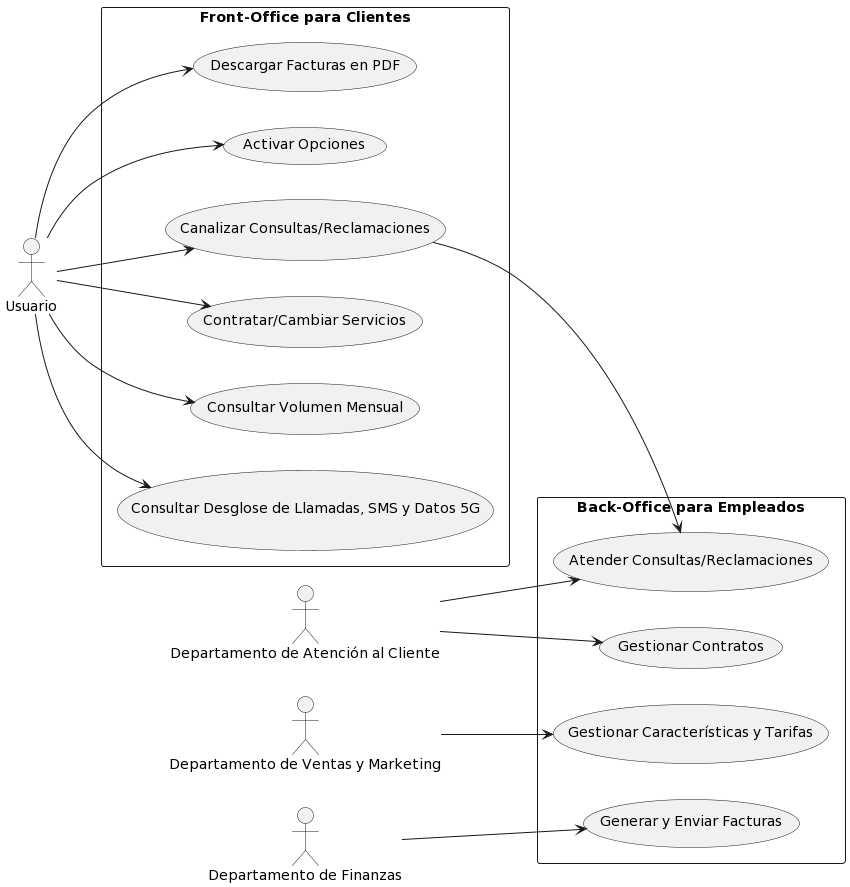 Front-Office para Clientes
Descargar Facturas en PDF
Activar Opciones
Canalizar Consultas/Reclamaciones
Usuario
Contratar/Cambiar Servicios
Consultar Volumen Mensual
Consultar Desglose de Llamadas, SMS y Datos 5G
Back-Office para Empleados
Atender Consultas/Reclamaciones
Departamento de Atención al Cliente
Gestionar Contratos
Departamento de Ventas y Marketing
Gestionar Características y Tarifas
Generar y Enviar Facturas
Departamento de Finanzas